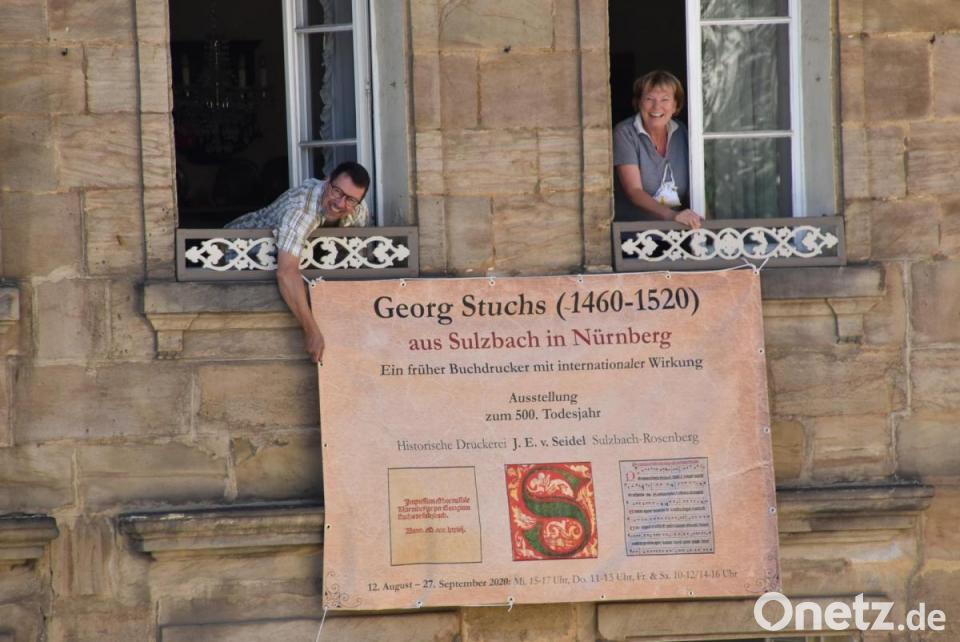 Georg Stuchs (~1460-1520)
aus Sulzbach in Nürnberg
Ein früher Buchdrucker mit internationaler Wirkung
Ausstellung
zum 500. Todesjahr
Historische Druckerei J. E. v. Seidel Sulzbach-Rosenberg
S
12. August – 27. September 2020: Mi. 15-17 Uhr, Do. 11-13 Uhr, Fr. & Sa. 10-12/14-16 Uhr
Onetz.de